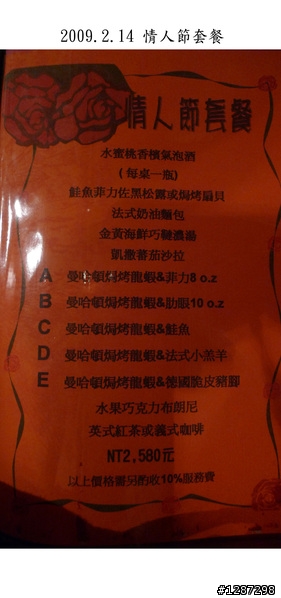 2009.2.14 情人節套餐
情人節套餐
水蜜桃香檳氣泡酒
(每桌一瓶)
鮭魚菲力佐黑松露或焗烤扇貝
法式奶油麵包
金黃海鮮巧達濃湯
凱撒蕃茄沙拉
A 曼哈頓焗烤龍蝦&菲力8 o.z
B 曼哈頓焗烤龍蝦&肋眼10 o.z
C 曼哈頓焗烤龍蝦&鮭魚
D 曼哈頓焗烤龍蝦&法式小羔羊
E 曼哈頓焗烤龍蝦&德國脆皮豬腳
水果巧克力布朗尼
英式紅茶或義式咖啡
NT2,580元
以上價格需另酌收10%服務費
#1287298